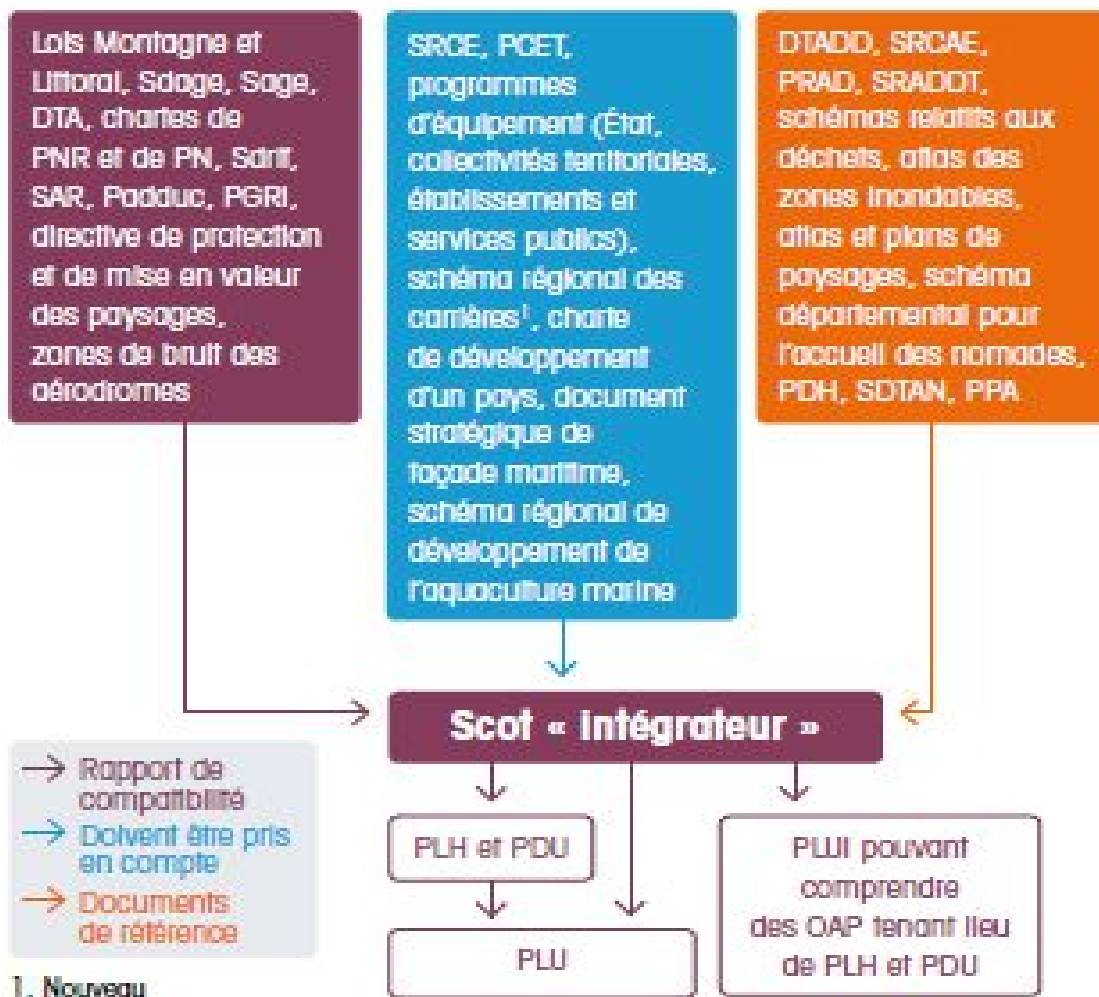 Lois Montagne et
Littoral, Sdage, Sage,
DTA, chartes de
PNR et de PN, Sdrif,
SAR, Padduc, PGRI,
directive de protection
et de mise en valeur
des paysages,
zones de bruit des
aérodromes
SRCE, PCET,
programmes
d'équipement (État,
collectivités territoriales,
établissements et
services publics),
schéma régional des
carrières¹, charte
de développement
d'un pays, document
stratégique de
façade maritime,
schéma régional de
développement de
l'aquaculture marine
DTADD, SRCAE,
PRAD, SRADDT,
schémas relatifs aux
déchets, atlas des
zones inondables,
atlas et plans de
paysages, schéma
départemental pour
l'accueil des nomades,
PDH, SDTAN, PPA
Scot « intégrateur »
Rapport de
compatibilité
Doivent être pris
en compte
Documents
de référence
PLH et PDU
PLU
PLUI pouvant
comprendre
des OAP tenant lieu
de PLH et PDU
1. Nouveau